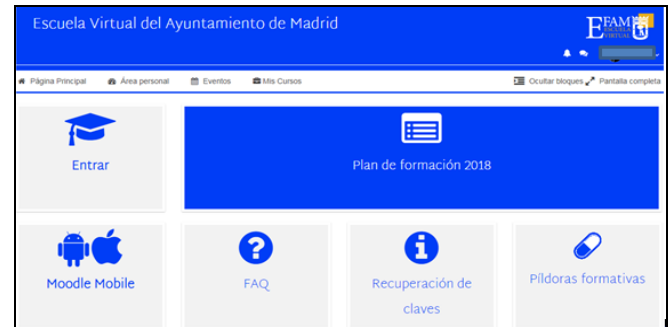 Escuela Virtual del Ayuntamiento de Madrid
EFAM
ESCUELA
VIRTUAL
Página Principal Área personal Eventos Mis Cursos Ocultar bloques Pantalla completa
Entrar
Plan de formación 2018
Moodle Mobile
FAQ
Recuperación de
claves
Píldoras formativas